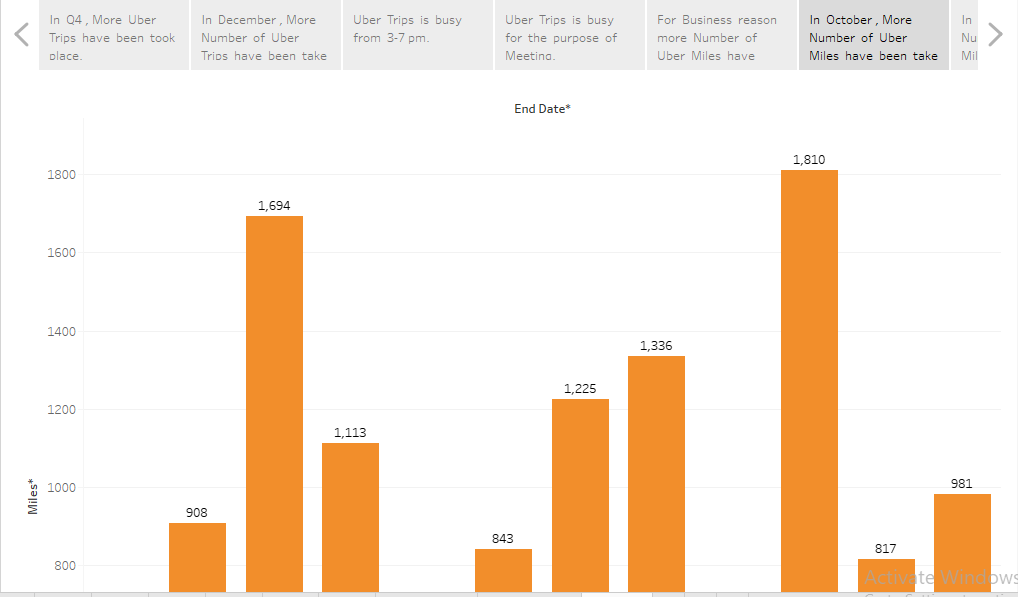 In Q4 , More Uber
Trips have been took
place.
In December , More
Number of Uber
Trips have been take
Uber Trips is busy
from 3-7 pm.
Uber Trips is busy
for the purpose of
Meeting.
For Business reason
more Number of
Uber Miles have
In October , More
Number of Uber
Miles have been take
In
End Date*
1800
1600
1400
1200
1000
800
Miles*
908
1,694
1,113
843
1,225
1,336
1,810
817
981
Activate Windows